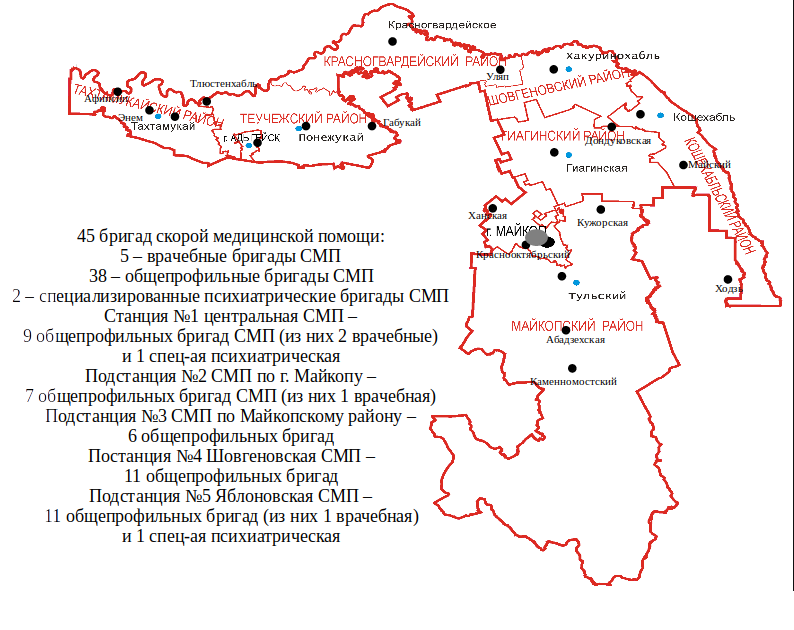 Красногвардейское
КРАСНОГВАРДЕЙСКИЙ РАЙОН
Хакуринохабль
Уляп
ШОВГЕНОВСКИЙ РАЙОН
Тлюстенхабль
ТАХТАМУКАЙСКИЙ РАЙОН
Афипсип
Энем
Тахтамукай
ТЕУЧЕЖСКИЙ РАЙОН
Габукай
Понежукай
Кошехабль
ГИАГИНСКИЙ РАЙОН
Дондуковская
Гиагинская
Майский
КОШЕХАБЛЬСКИЙ РАЙОН
Ханская
Кужорская
г. МАЙКОП
Краснооктябрьский
Ходзь
Тульский
МАЙКОПСКИЙ РАЙОН
Абадзехская
Каменномостский
45 бригад скорой медицинской помощи:
5 – врачебные бригады СМП
38 – общепрофильные бригады СМП
2 – специализированные психиатрические бригады СМП
Станция №1 центральная СМП –
9 общепрофильных бригад СМП (из них 2 врачебные)
и 1 спец-ая психиатрическая
Подстанция №2 СМП по г. Майкопу –
7 общепрофильных бригад СМП (из них 1 врачебная)
Подстанция №3 СМП по Майкопскому району –
6 общепрофильных бригад
Постанция №4 Шовгеновская СМП –
11 общепрофильных бригад
Подстанция №5 Яблоновская СМП –
11 общепрофильных бригад (из них 1 врачебная)
и 1 спец-ая психиатрическая